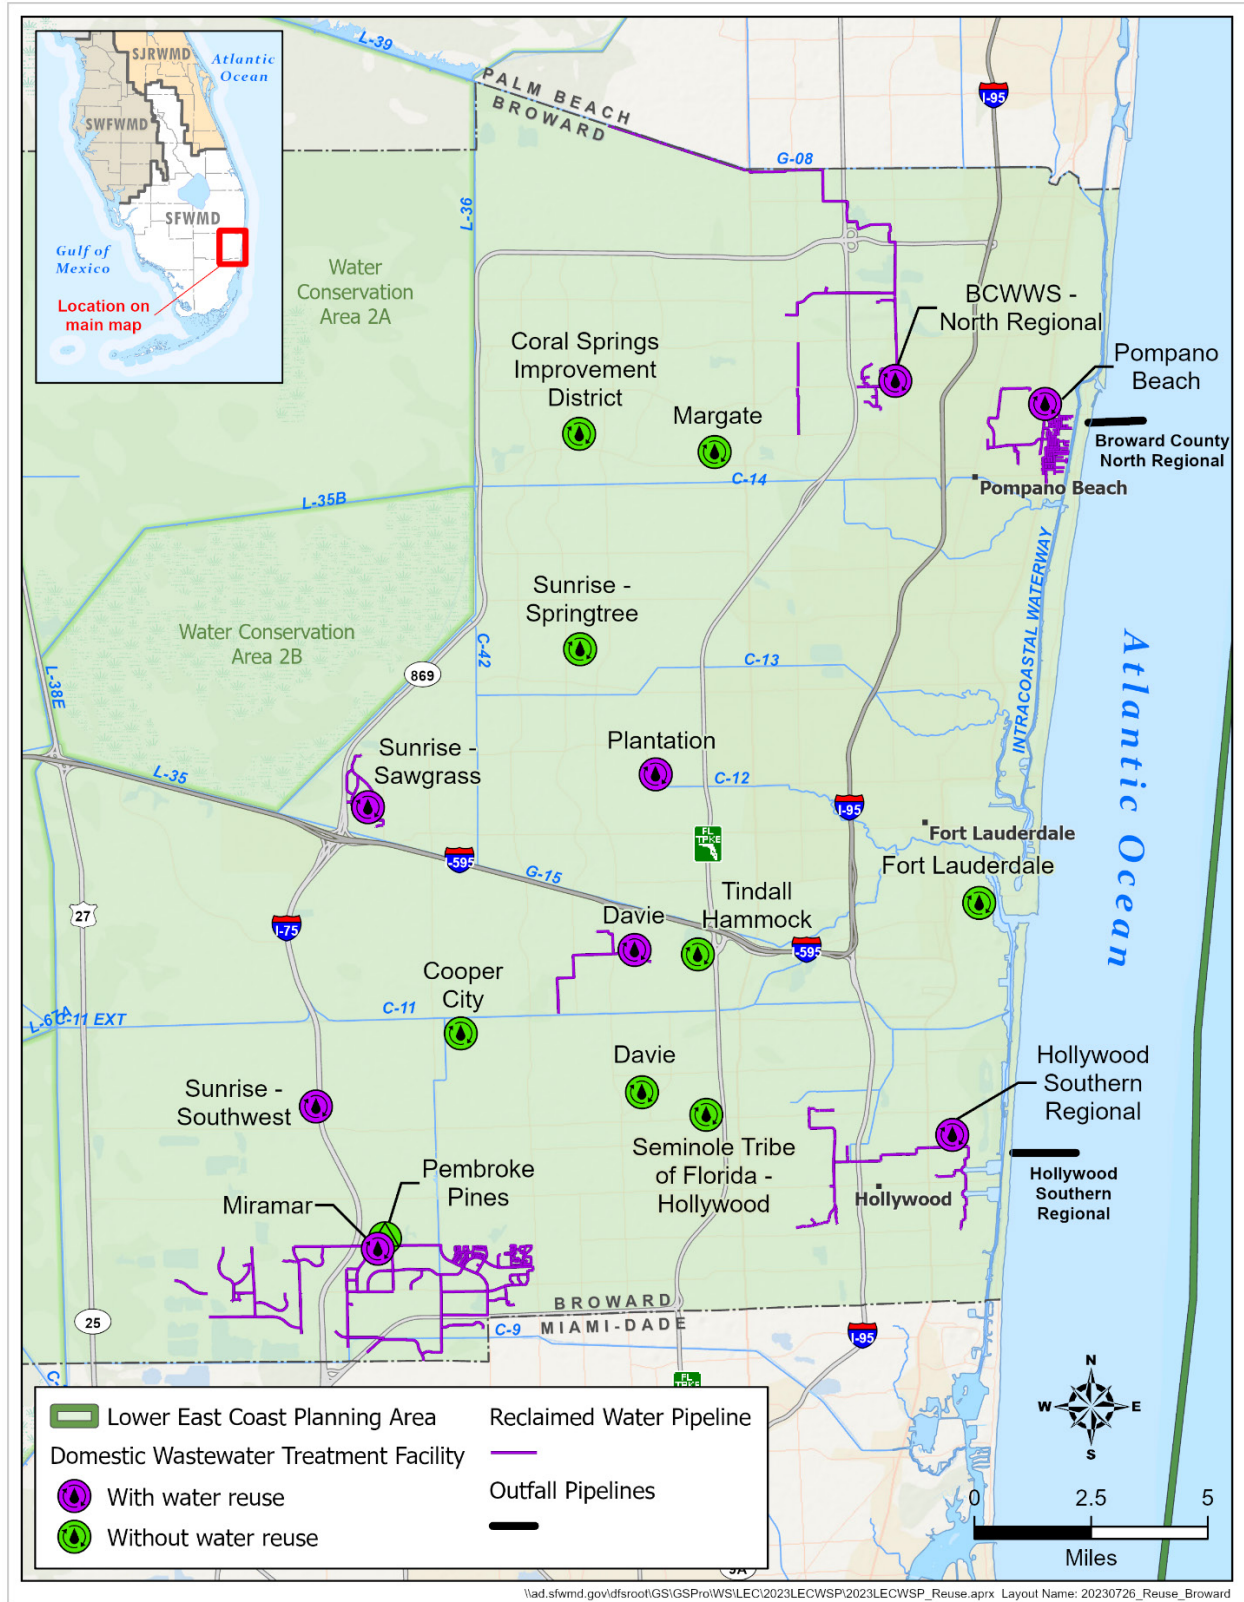 SJRWMD
Atlantic
Ocean
SWFWMD
SFWMD
Gulf of
Mexico
Location on
main map
L-39
PALM BEACH
BROWARD
I-95
G-08
L-36
Water
Conservation
Area 2A
BCWWS -
North Regional
Coral Springs
Improvement
District
Pompano
Beach
Margate
Broward County
North Regional
C-14
Pompano Beach
L-35B
INTRACOASTAL WATERWAY
Sunrise -
Springtree
Water Conservation
Area 2B
C-42
C-13
869
L-38E
Atlantic Ocean
Plantation
Sunrise -
Sawgrass
L-35
C-12
I-95
Fort Lauderdale
FL
TPKE
I-595
G-15
Fort Lauderdale
Tindall
Hammock
27
I-75
Davie
I-595
Cooper
City
L-67A
C-11 EXT
C-11
Davie
Hollywood
Southern
Regional
Sunrise -
Southwest
Seminole Tribe
of Florida -
Hollywood
Pembroke
Pines
Hollywood
Hollywood
Southern
Regional
Miramar
BROWARD
MIAMI-DADE
25
C-9
I-95
FL
TPKE
C-
Lower East Coast Planning Area
Domestic Wastewater Treatment Facility
With water reuse
Without water reuse
Reclaimed Water Pipeline
Outfall Pipelines
N
W
E
S
0 2.5 5
Miles
9A
\\ad.sfwmd.gov\dfsroot\GS\GSPro\WS\LEC\2023LECWSP\2023LECWSP_Reuse.aprx Layout Name: 20230726_Reuse_Broward